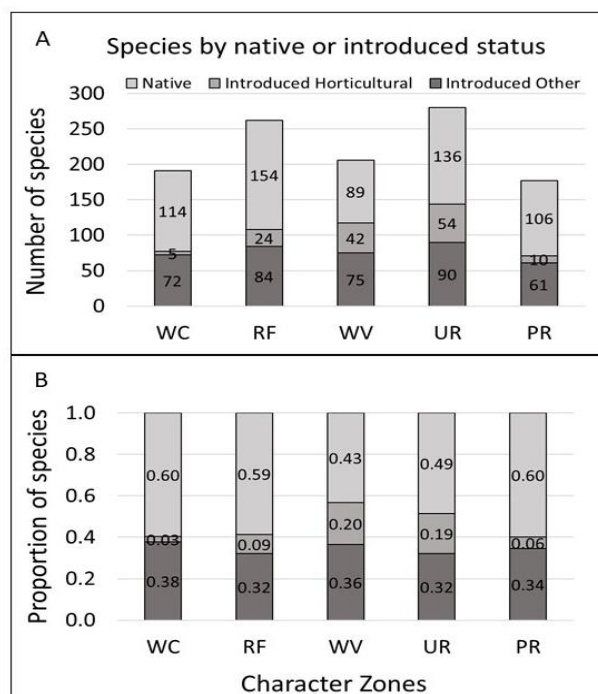 A
Species by native or introduced status
Native Introduced Horticultural Introduced Other
Number of species
300
250
200
150
100
50
0
114 154 89 136 106
5 24 42 54 10
72 84 75 90 61
WC RF WV UR PR
B
Proportion of species
1.0
0.8
0.6
0.4
0.2
0.0
0.60 0.59 0.43 0.49 0.60
0.03 0.09 0.20 0.19 0.06
0.38 0.32 0.36 0.32 0.34
WC RF WV UR PR
Character Zones